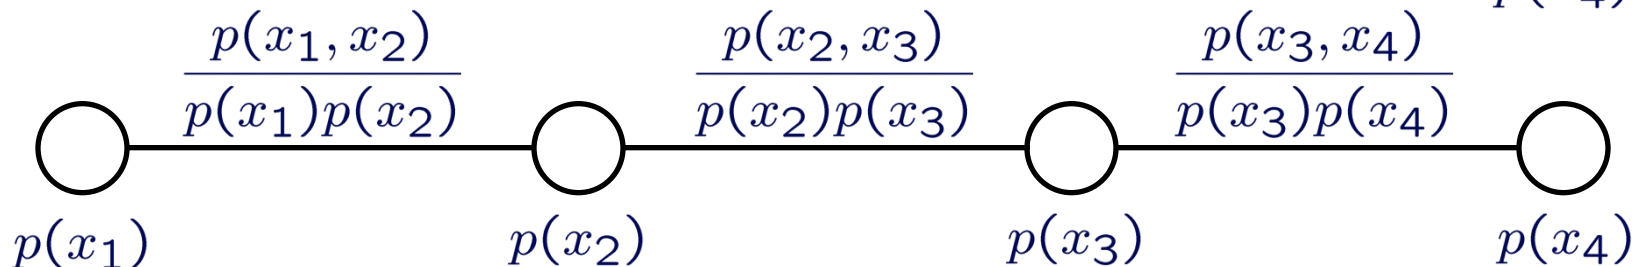 p(x₁, x₂) p(x₂, x₃) p(x₃, x₄)
p(x₁)p(x₂) p(x₂)p(x₃) p(x₃)p(x₄)
p(x₁) p(x₂) p(x₃) p(x₄)